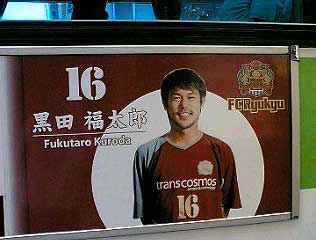 16
黒田 福太郎
Fukutaro Kuroda
FC Ryukyu
transcosmos
16